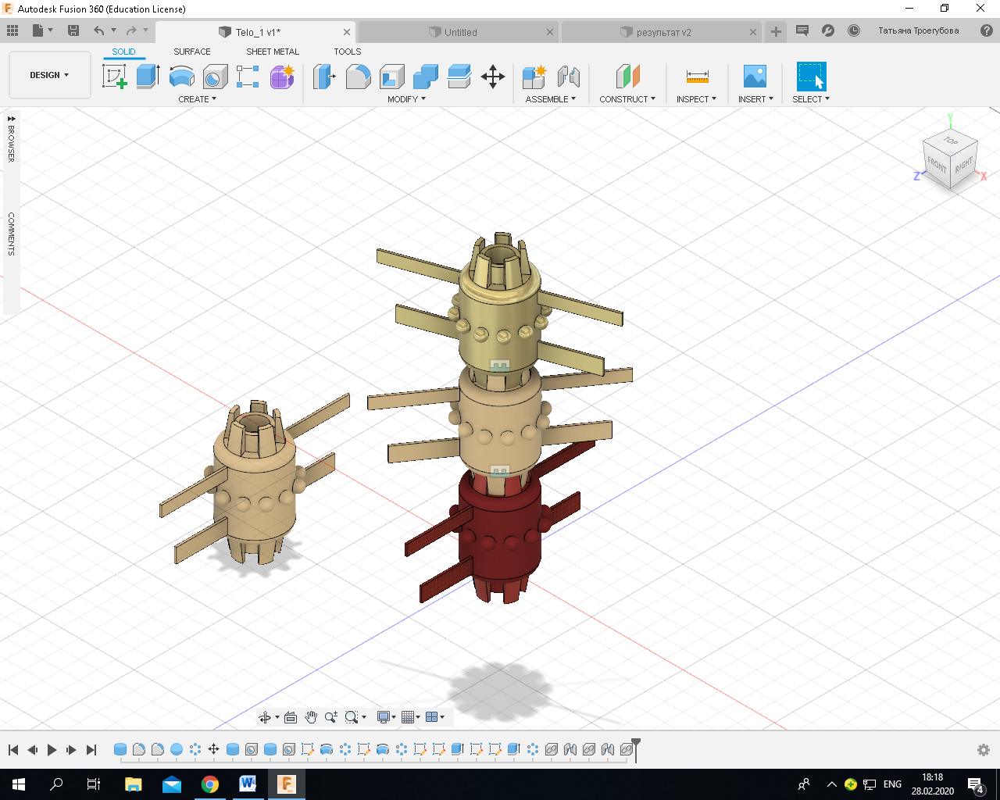 Autodesk Fusion 360 (Education License)
Telo_1 v1*
Untitled
результат v2
Татьяна Троегубова
SOLID
SURFACE
SHEET METAL
TOOLS
DESIGN
CREATE
MODIFY
ASSEMBLE
CONSTRUCT
INSPECT
INSERT
SELECT
BROWSER
COMMENTS
Y
TOP
FRONT
RIGHT
Z
X
ENG
18:18
28.02.2020
4